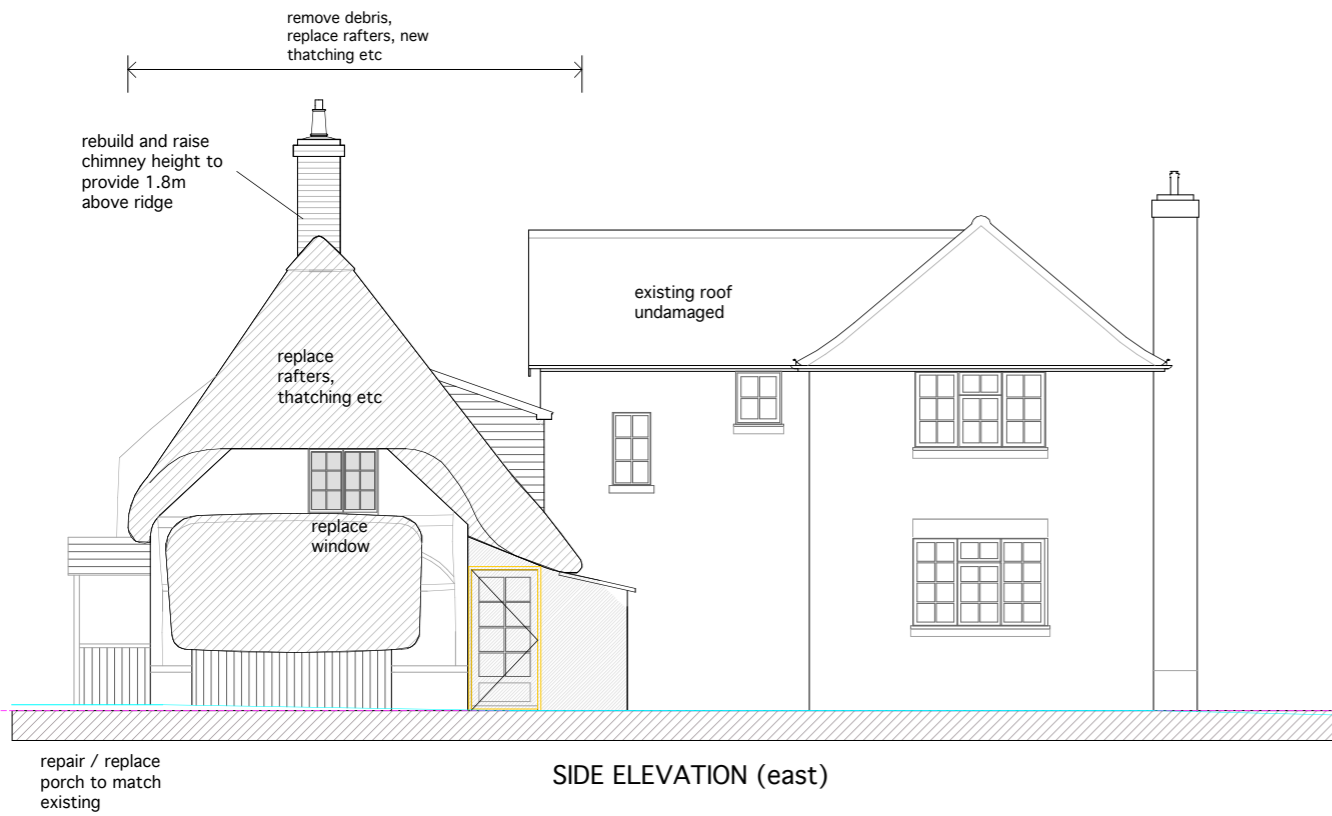 remove debris,
replace rafters, new
thatching etc
rebuild and raise
chimney height to
provide 1.8m
above ridge
existing roof
undamaged
replace
rafters,
thatching etc
replace
window
repair / replace
porch to match
existing
SIDE ELEVATION (east)